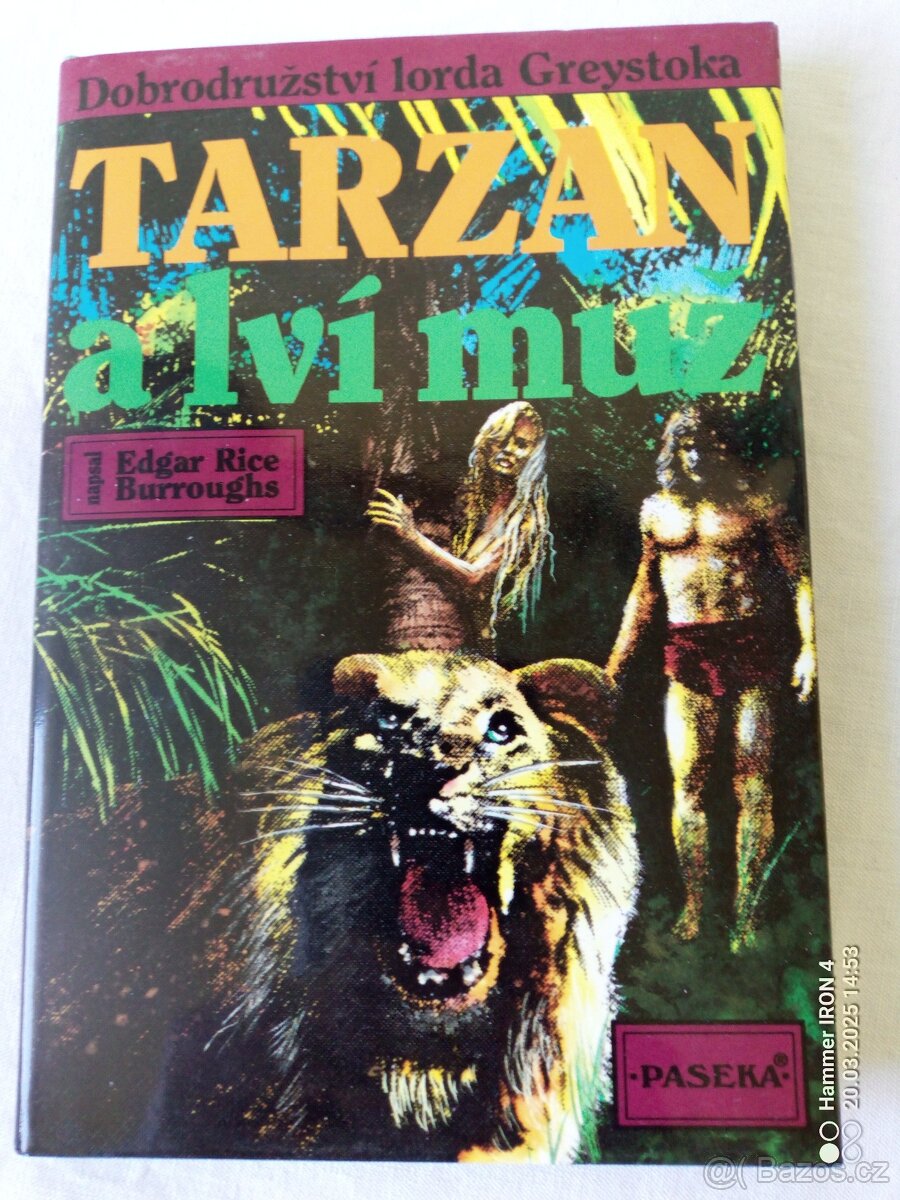 Dobrodružství lorda Greystoka
TARZAN
a lví muž
napsal
Edgar Rice
Burroughs
·PASEKA®·
Hammer IRON 4
20.03.2025 14:53
@ Bazoš.cz